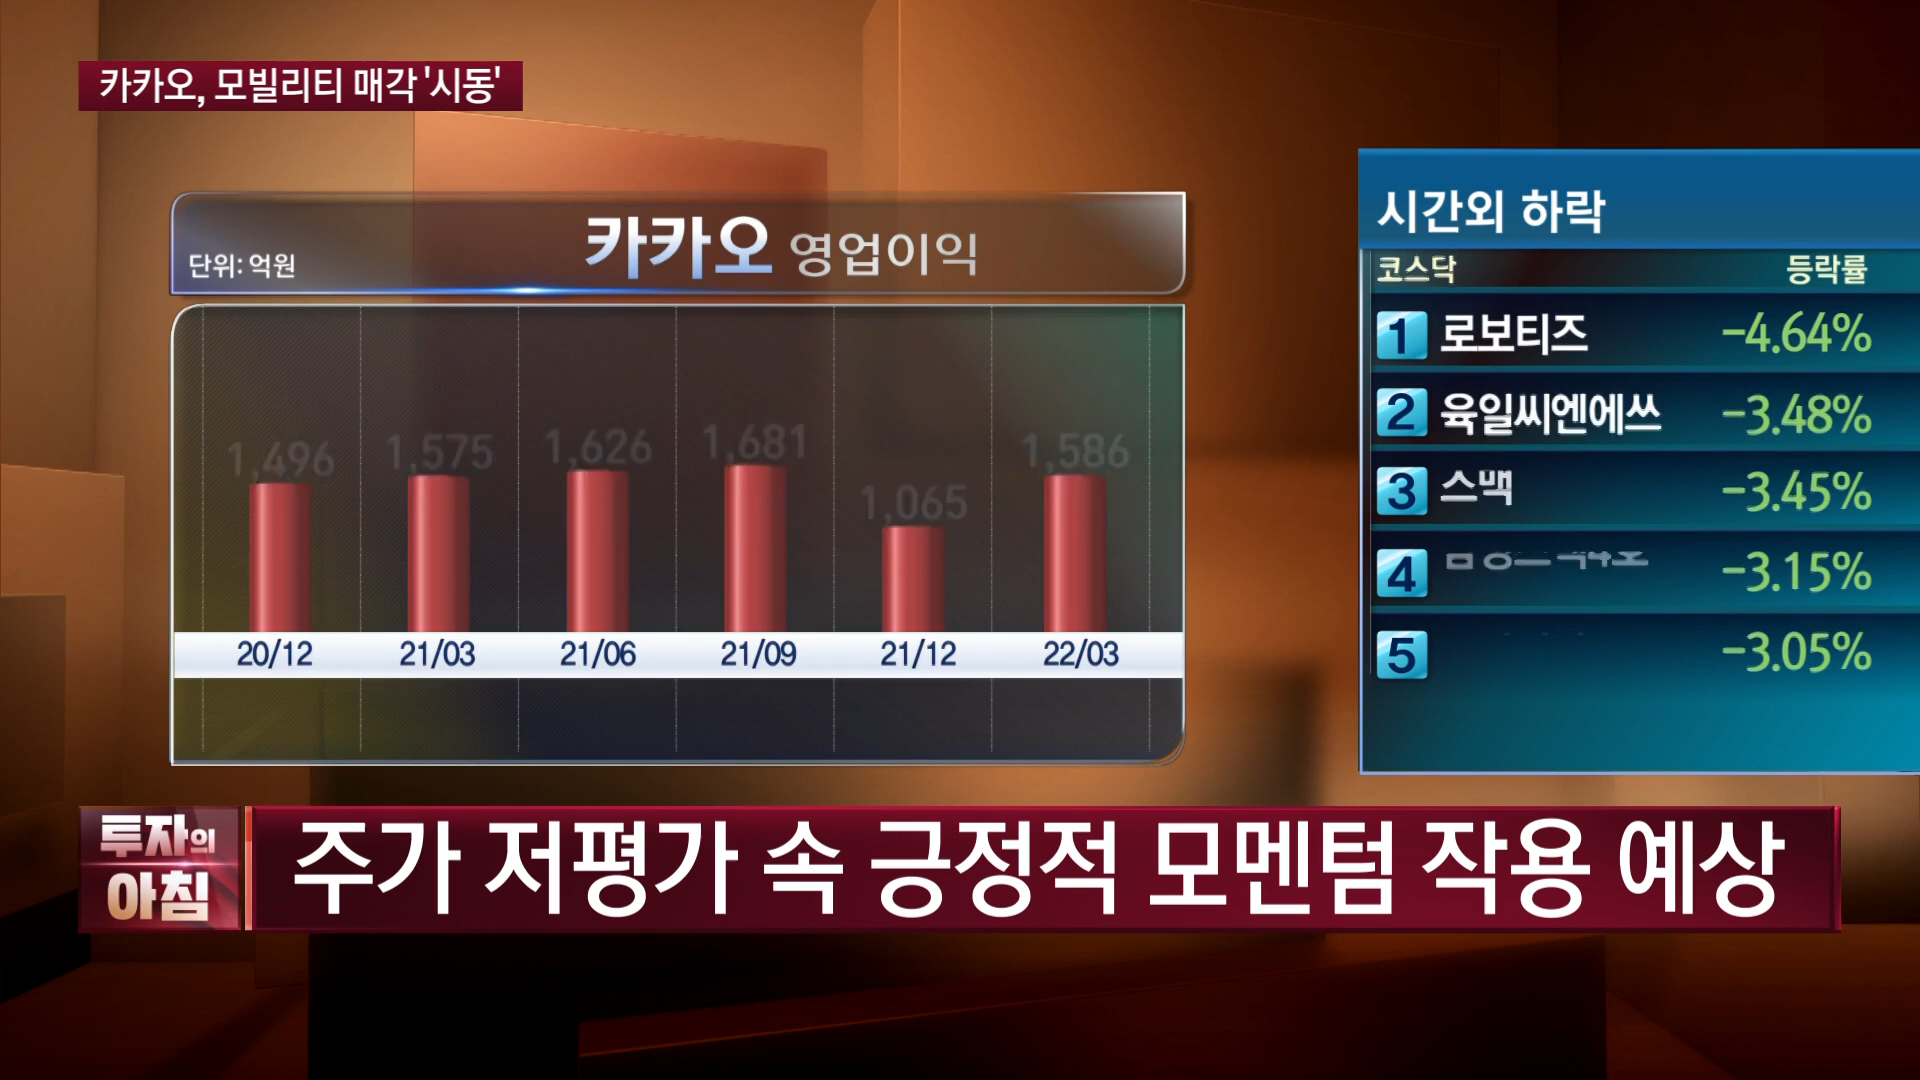 카카오, 모빌리티 매각 '시동'
단위: 억원
카카오 영업이익
1,496
1,575
1,626
1,681
1,065
1,586
20/12
21/03
21/06
21/09
21/12
22/03
시간외 하락
코스닥 등락률
1 로보티즈 -4.64%
2 육일씨엔에쓰 -3.48%
3 스맥 -3.45%
4 -3.15%
5 -3.05%
투자의 아침
주가 저평가 속 긍정적 모멘텀 작용 예상